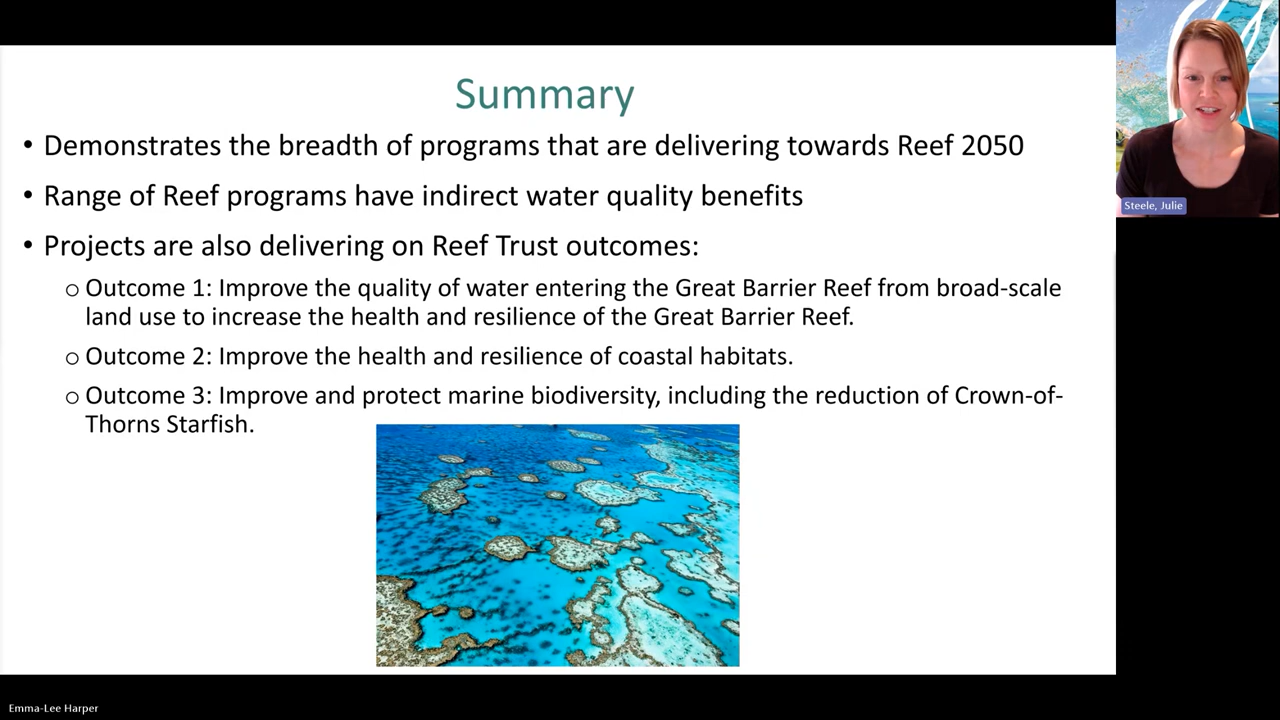 Summary
• Demonstrates the breadth of programs that are delivering towards Reef 2050
• Range of Reef programs have indirect water quality benefits
• Projects are also delivering on Reef Trust outcomes:
o Outcome 1: Improve the quality of water entering the Great Barrier Reef from broad-scale
land use to increase the health and resilience of the Great Barrier Reef.
o Outcome 2: Improve the health and resilience of coastal habitats.
o Outcome 3: Improve and protect marine biodiversity, including the reduction of Crown-of-
Thorns Starfish.
Steele, Julie
Emma-Lee Harper